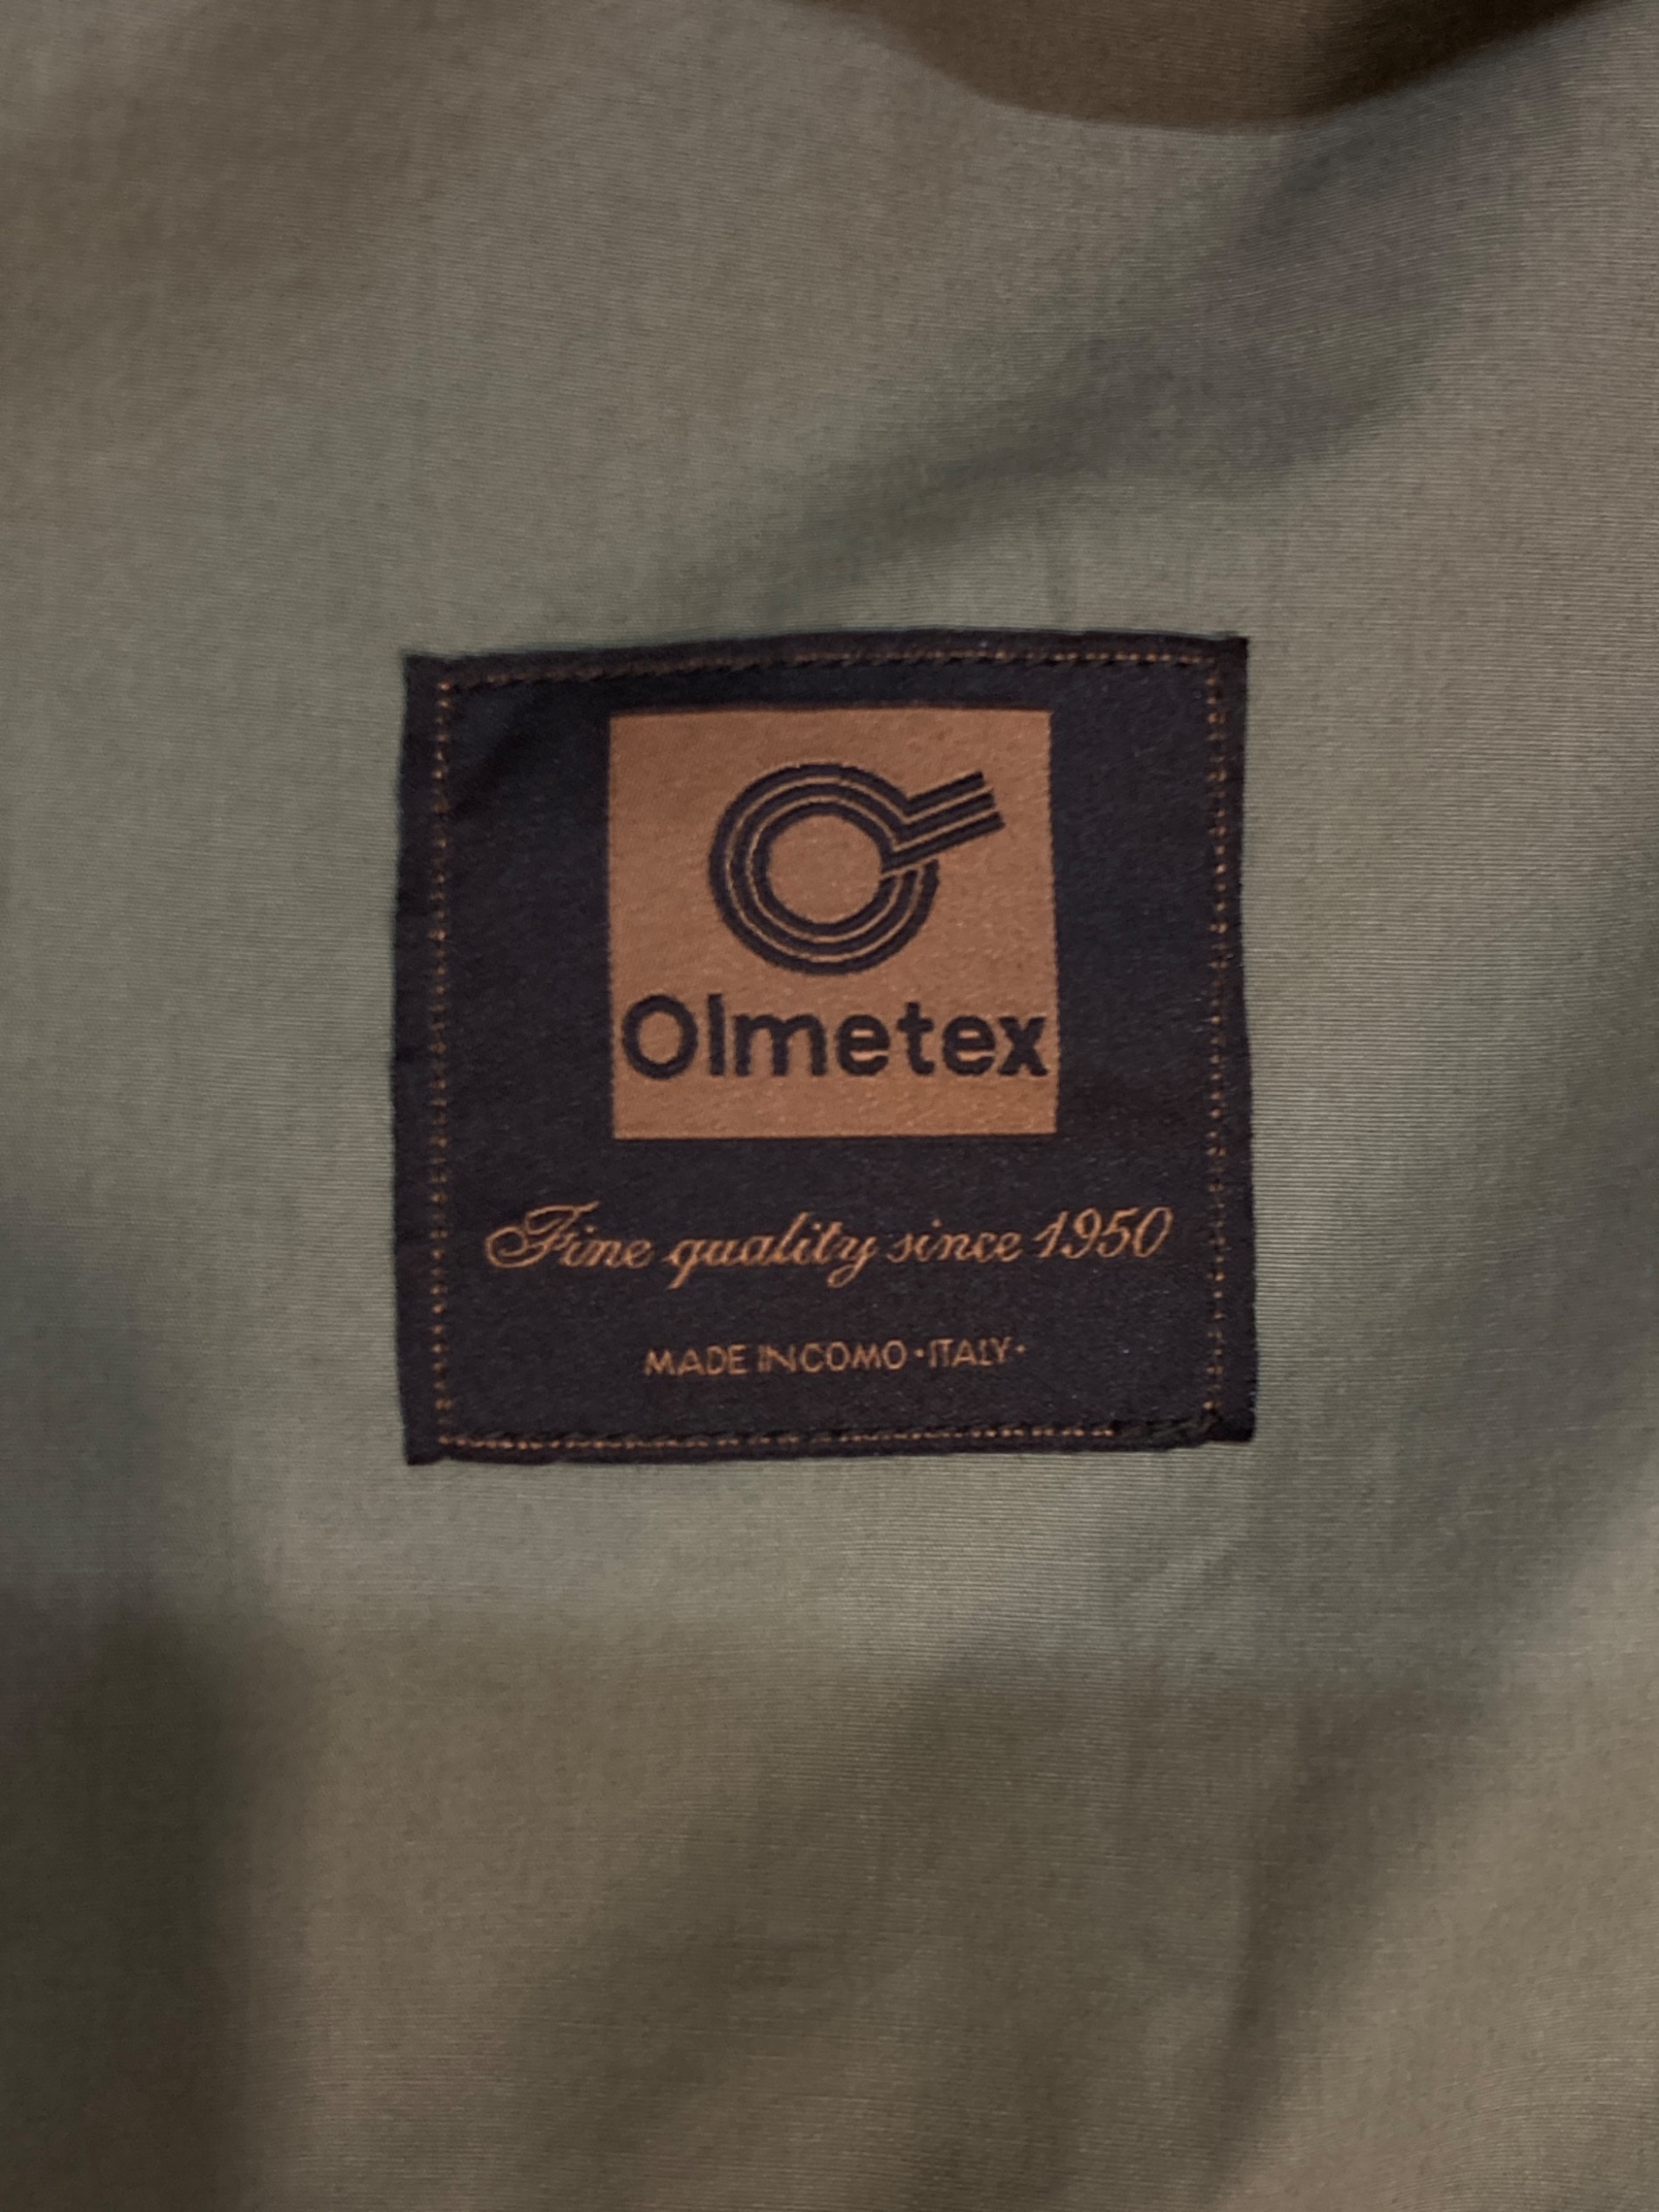 Olmetex
Fine quality since 1950
MADE IN COMO • ITALY •